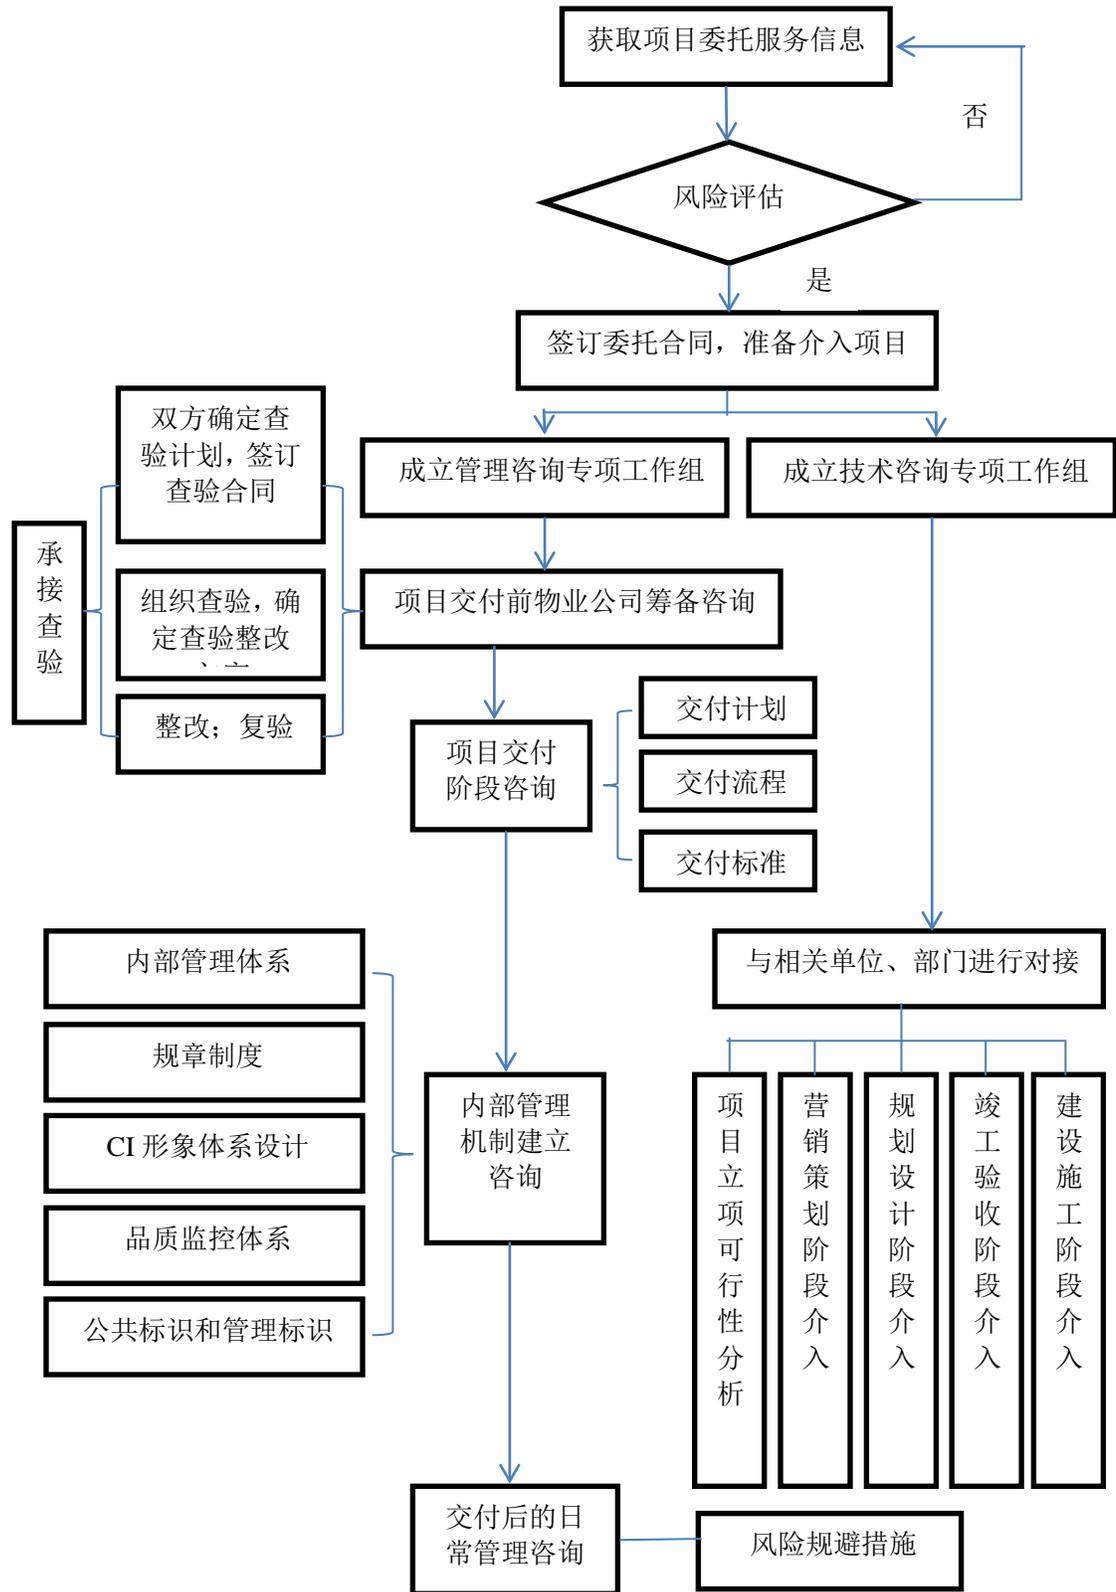 获取项目委托服务信息
否
风险评估
是
签订委托合同，准备介入项目
成立管理咨询专项工作组
成立技术咨询专项工作组
双方确定查
验计划，签订
查验合同
承接查验
组织查验，确
定查验整改
整改；复验
项目交付前物业公司筹备咨询
项目交付
阶段咨询
交付计划
交付流程
交付标准
与相关单位、部门进行对接
内部管理体系
规章制度
CI 形象体系设计
品质监控体系
公共标识和管理标识
内部管理
机制建立
咨询
项目立项可行性分析
营销策划阶段介入
规划设计阶段介入
竣工验收阶段介入
建设施工阶段介入
交付后的日
常管理咨询
风险规避措施